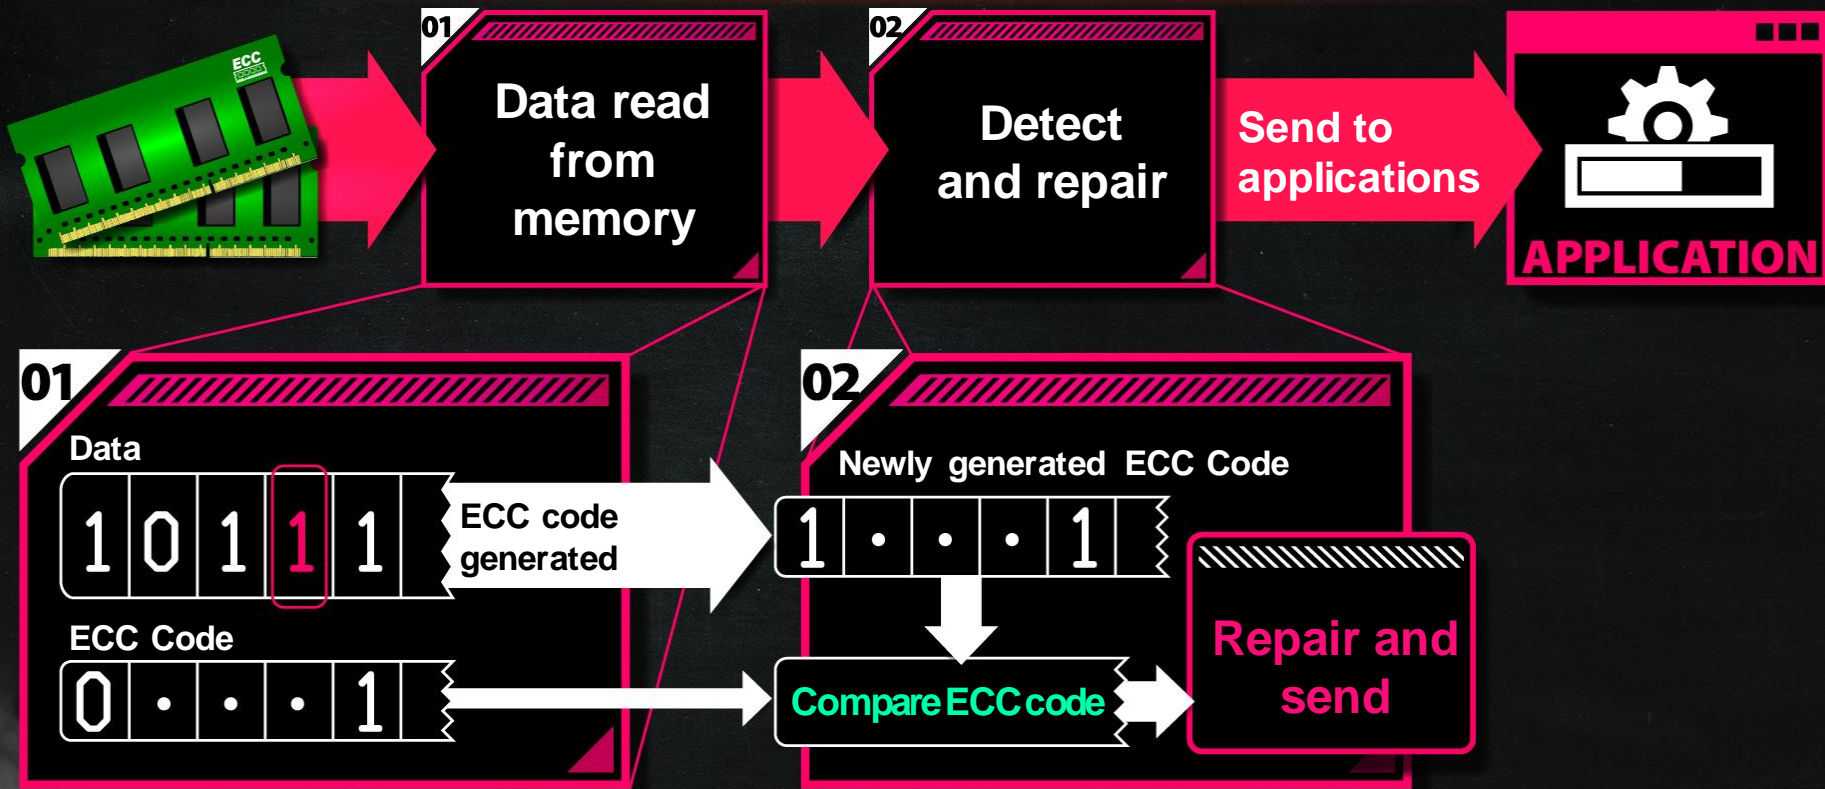 ECC
01
Data read
from
memory
02
Detect
and repair
Send to
applications
APPLICATION
01
Data
1 0 1 1 1
ECC code
generated
ECC Code
0 · · · 1
02
Newly generated ECC Code
1 · · · 1
Compare ECC code
Repair and
send